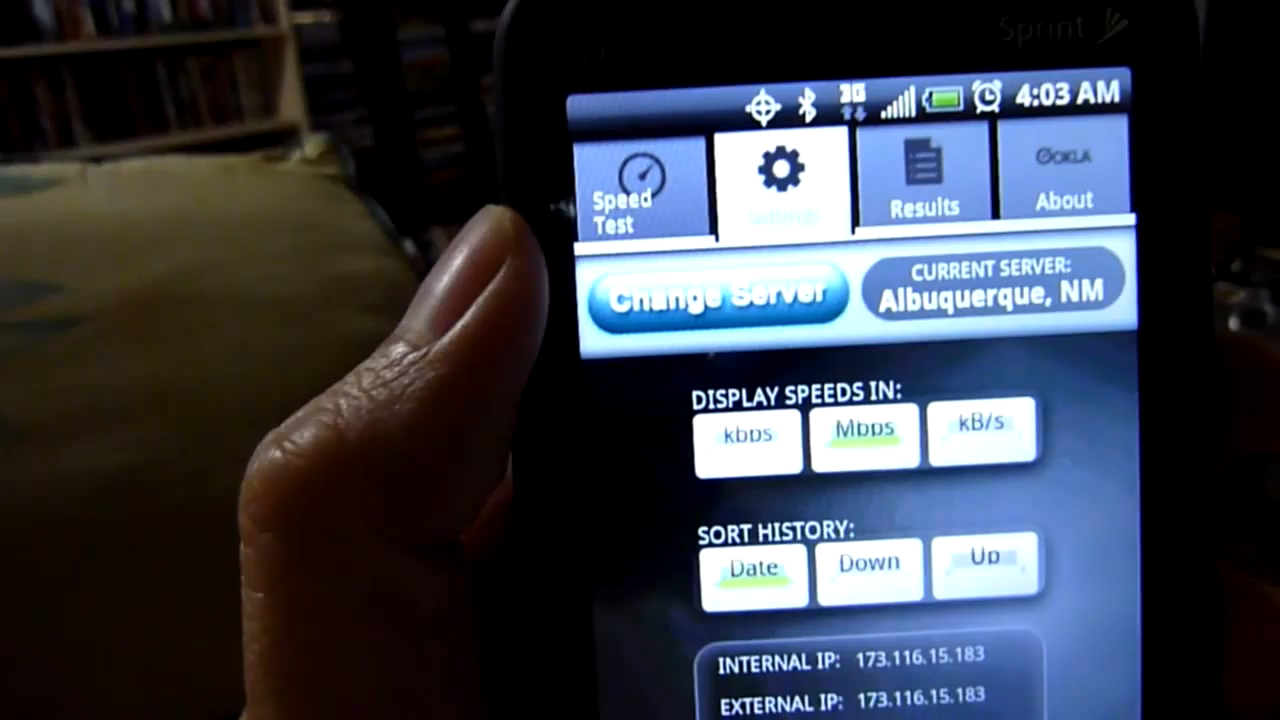 Sprint
3G 4:03 AM
Speed
Test
Settings
Results
OOKLA
About
Change Server
CURRENT SERVER:
Albuquerque, NM
DISPLAY SPEEDS IN:
kbps Mbps kB/s
SORT HISTORY:
Date Down Up
INTERNAL IP: 173.116.15.183
EXTERNAL IP: 173.116.15.183